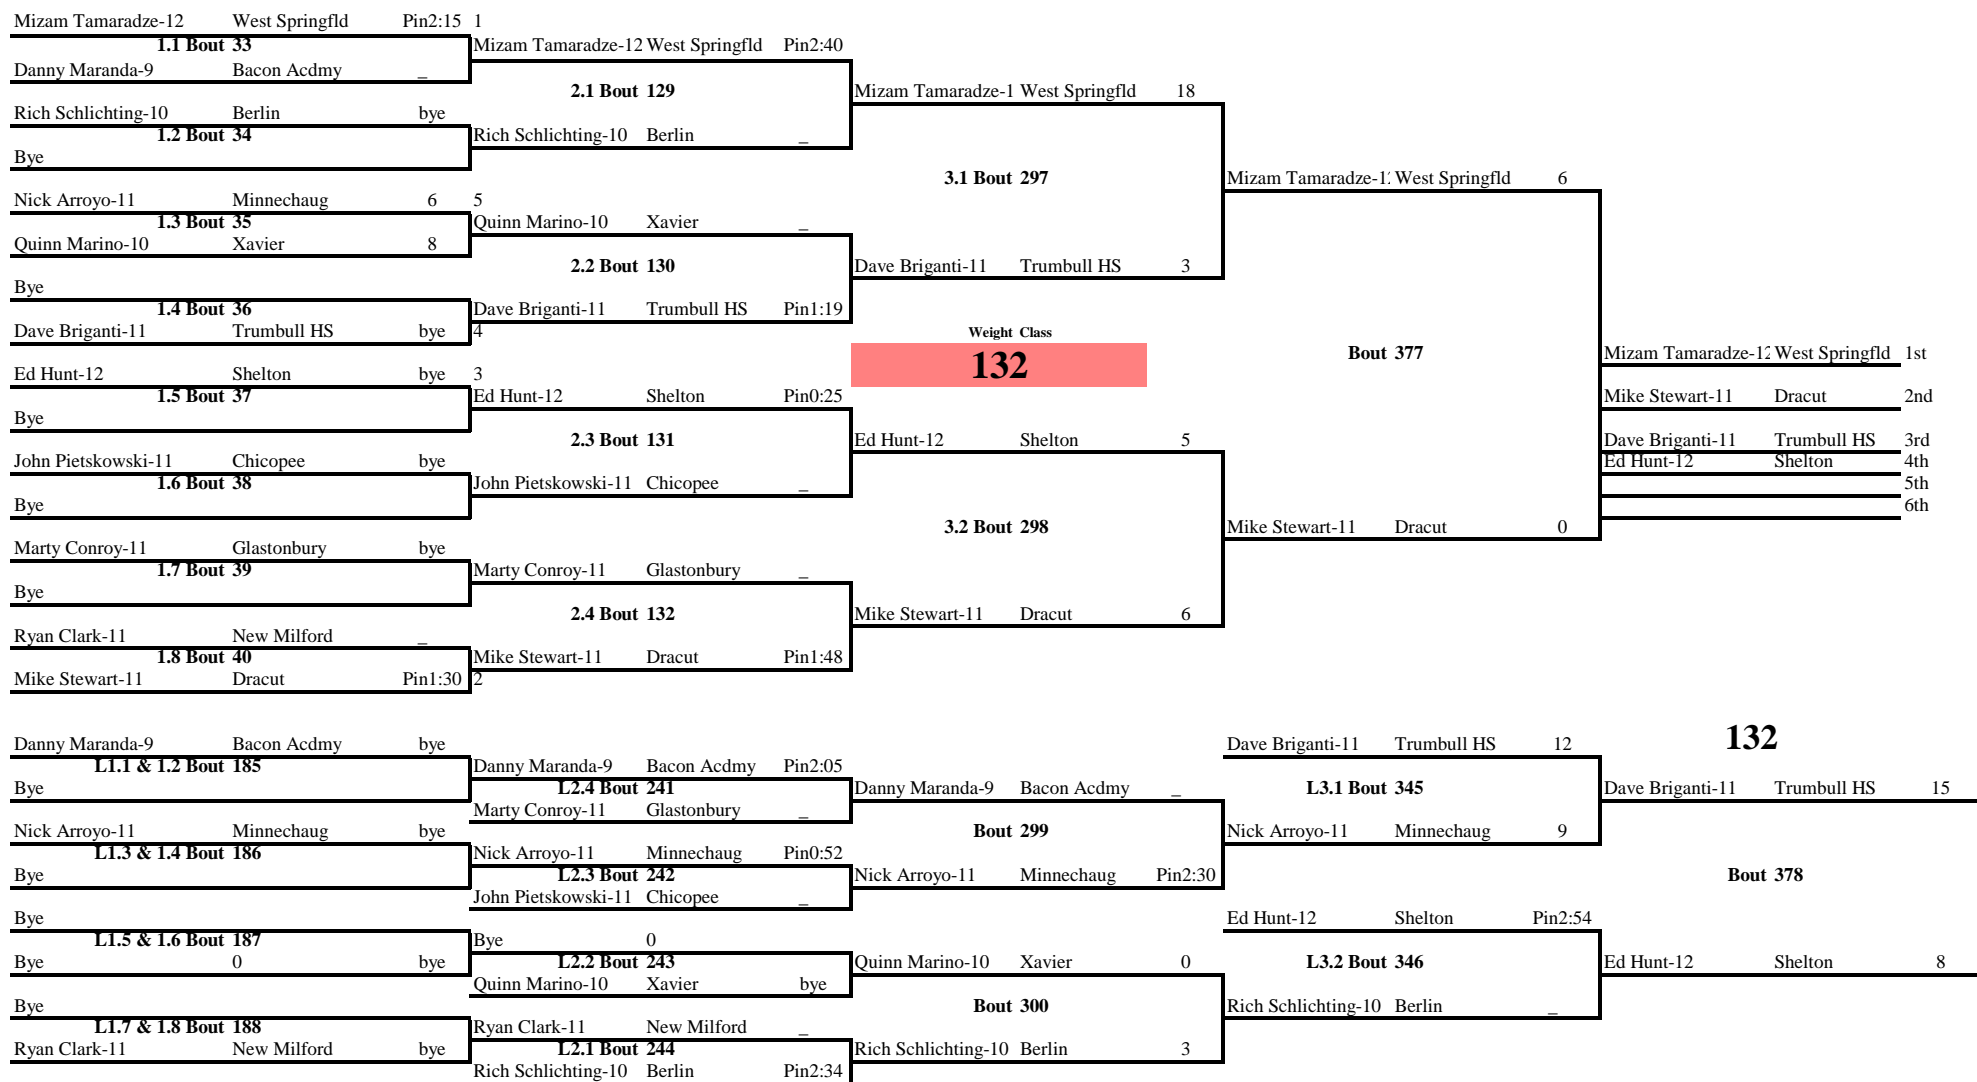 Mizam Tamaradze-12 West Springfld Pin2:15 1
1.1 Bout 33
Mizam Tamaradze-12 West Springfld Pin2:40
Danny Maranda-9 Bacon Acdmy _
2.1 Bout 129
Mizam Tamaradze-1 West Springfld 18
Rich Schlichting-10 Berlin bye
1.2 Bout 34
Rich Schlichting-10 Berlin _
Bye
3.1 Bout 297
Mizam Tamaradze-1 West Springfld 6
Nick Arroyo-11 Minnechaug 6 5
1.3 Bout 35
Quinn Marino-10 Xavier _
Quinn Marino-10 Xavier 8
2.2 Bout 130
Dave Briganti-11 Trumbull HS 3
Bye
1.4 Bout 36
Dave Briganti-11 Trumbull HS Pin1:19
Dave Briganti-11 Trumbull HS bye 4
Weight Class
132
Bout 377
Mizam Tamaradze-12 West Springfld 1st
Ed Hunt-12 Shelton bye 3
1.5 Bout 37
Ed Hunt-12 Shelton Pin0:25
Mike Stewart-11 Dracut 2nd
Bye
2.3 Bout 131
Ed Hunt-12 Shelton 5
Dave Briganti-11 Trumbull HS 3rd
John Pietskowski-11 Chicopee bye
Ed Hunt-12 Shelton 4th
1.6 Bout 38
John Pietskowski-11 Chicopee _
5th
Bye
6th
3.2 Bout 298
Mike Stewart-11 Dracut 0
Marty Conroy-11 Glastonbury bye
1.7 Bout 39
Marty Conroy-11 Glastonbury _
Bye
2.4 Bout 132
Mike Stewart-11 Dracut 6
Ryan Clark-11 New Milford _
1.8 Bout 40
Mike Stewart-11 Dracut Pin1:48
Mike Stewart-11 Dracut Pin1:30 2
132
Danny Maranda-9 Bacon Acdmy bye
Dave Briganti-11 Trumbull HS 12
L1.1 & 1.2 Bout 185
Danny Maranda-9 Bacon Acdmy Pin2:05
Bye
L2.4 Bout 241
Danny Maranda-9 Bacon Acdmy _
L3.1 Bout 345
Dave Briganti-11 Trumbull HS 15
Marty Conroy-11 Glastonbury _
Nick Arroyo-11 Minnechaug bye
Bout 299
Nick Arroyo-11 Minnechaug 9
L1.3 & 1.4 Bout 186
Nick Arroyo-11 Minnechaug Pin0:52
Bye
L2.3 Bout 242
Nick Arroyo-11 Minnechaug Pin2:30
Bout 378
John Pietskowski-11 Chicopee _
Bye
Ed Hunt-12 Shelton Pin2:54
L1.5 & 1.6 Bout 187
Bye 0
Bye 0 bye
L2.2 Bout 243
Quinn Marino-10 Xavier 0
L3.2 Bout 346
Ed Hunt-12 Shelton 8
Quinn Marino-10 Xavier bye
Bye
Bout 300
Rich Schlichting-10 Berlin _
L1.7 & 1.8 Bout 188
Ryan Clark-11 New Milford _
Ryan Clark-11 New Milford bye
L2.1 Bout 244
Rich Schlichting-10 Berlin 3
Rich Schlichting-10 Berlin Pin2:34